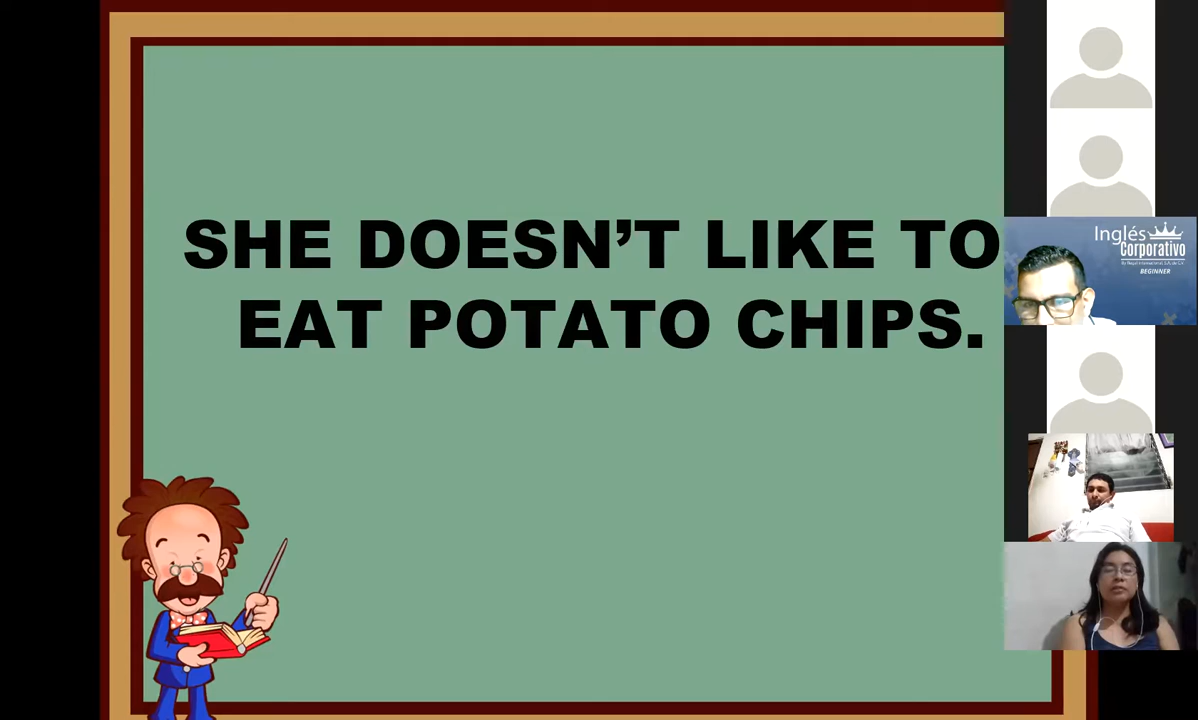 SHE DOESN’T LIKE TO
EAT POTATO CHIPS.
Inglés
Corporativo
BEGINNER